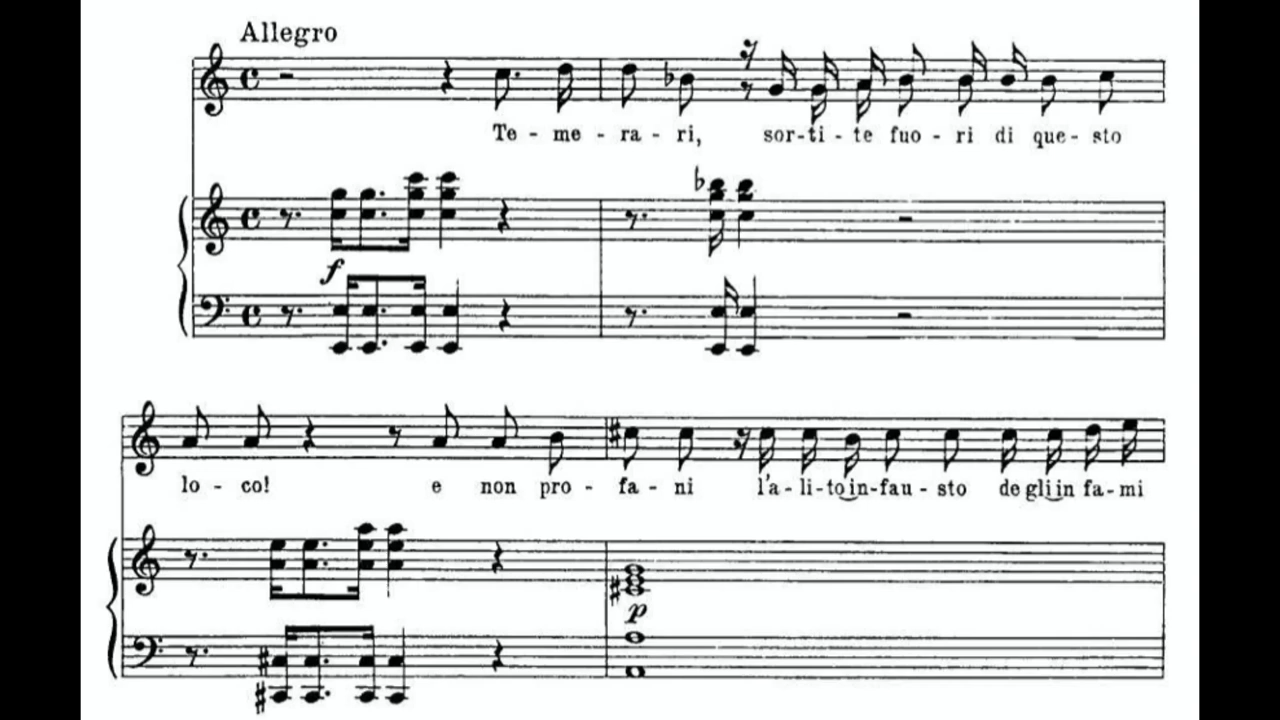 Allegro
Te - me - ra - ri, sor-ti - te fuo - ri di que - sto
f
lo - co! e non pro - fa - ni l'a-li-to in-fau - sto de gli in fa-mi
p